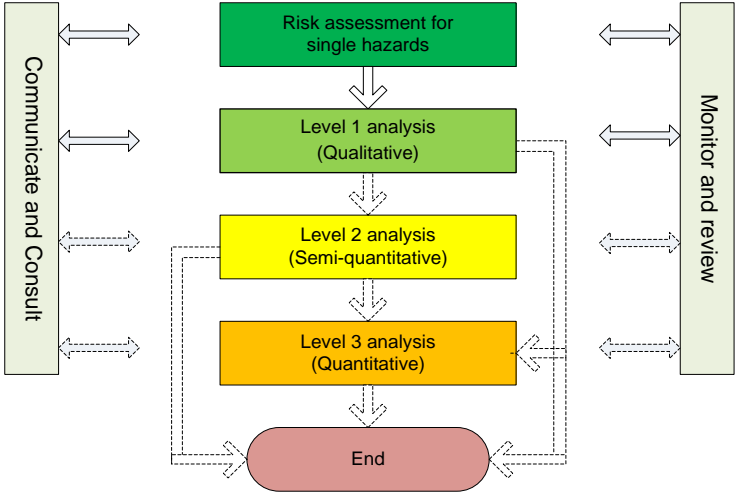 Communicate and Consult
Risk assessment for
single hazards
Level 1 analysis
(Qualitative)
Level 2 analysis
(Semi-quantitative)
Level 3 analysis
(Quantitative)
End
Monitor and review